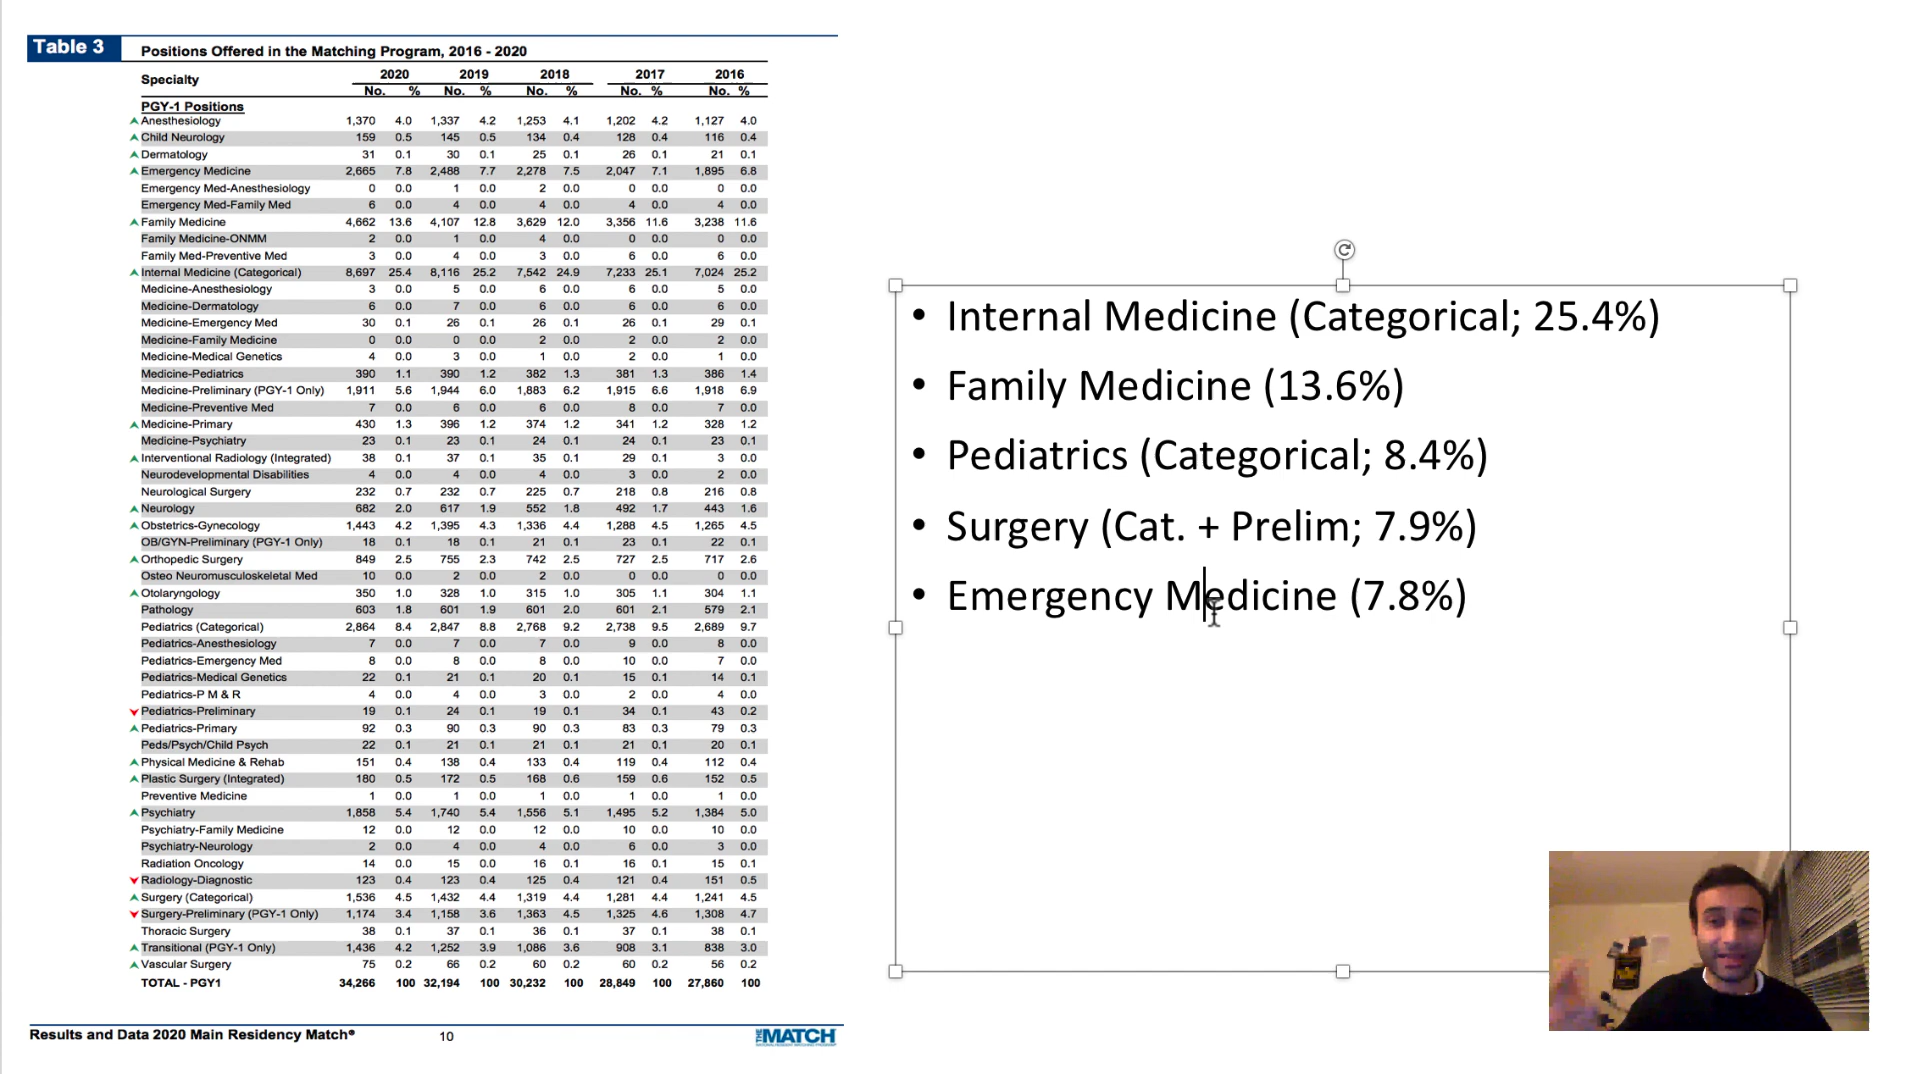 Table 3
Positions Offered in the Matching Program, 2016 - 2020
Specialty 2020 2019 2018 2017 2016
No. % No. % No. % No. % No. %
PGY-1 Positions
Anesthesiology 1,370 4.0 1,337 4.2 1,253 4.1 1,202 4.2 1,127 4.0
Child Neurology 159 0.5 145 0.5 134 0.4 128 0.4 116 0.4
Dermatology 31 0.1 30 0.1 25 0.1 26 0.1 21 0.1
Emergency Medicine 2,665 7.8 2,488 7.7 2,278 7.5 2,047 7.1 1,895 6.8
Emergency Med-Anesthesiology 0 0.0 1 0.0 2 0.0 0 0.0 0 0.0
Emergency Med-Family Med 6 0.0 4 0.0 4 0.0 4 0.0 4 0.0
Family Medicine 4,662 13.6 4,107 12.8 3,629 12.0 3,356 11.6 3,238 11.6
Family Medicine-ONMM 2 0.0 1 0.0 4 0.0 0 0.0 0 0.0
Family Med-Preventive Med 3 0.0 4 0.0 3 0.0 6 0.0 6 0.0
Internal Medicine (Categorical) 8,697 25.4 8,116 25.2 7,542 24.9 7,233 25.1 7,024 25.2
Medicine-Anesthesiology 3 0.0 5 0.0 6 0.0 6 0.0 5 0.0
Medicine-Dermatology 6 0.0 7 0.0 6 0.0 6 0.0 6 0.0
Medicine-Emergency Med 30 0.1 26 0.1 26 0.1 26 0.1 29 0.1
Medicine-Family Medicine 0 0.0 0 0.0 2 0.0 2 0.0 2 0.0
Medicine-Medical Genetics 4 0.0 3 0.0 1 0.0 2 0.0 1 0.0
Medicine-Pediatrics 390 1.1 390 1.2 382 1.3 381 1.3 386 1.4
Medicine-Preliminary (PGY-1 Only) 1,911 5.6 1,944 6.0 1,883 6.2 1,915 6.6 1,918 6.9
Medicine-Preventive Med 7 0.0 6 0.0 6 0.0 8 0.0 7 0.0
Medicine-Primary 430 1.3 396 1.2 374 1.2 341 1.2 328 1.2
Medicine-Psychiatry 23 0.1 23 0.1 24 0.1 24 0.1 23 0.1
Interventional Radiology (Integrated) 38 0.1 37 0.1 35 0.1 29 0.1 3 0.0
Neurodevelopmental Disabilities 4 0.0 4 0.0 4 0.0 3 0.0 2 0.0
Neurological Surgery 232 0.7 232 0.7 225 0.7 218 0.8 216 0.8
Neurology 682 2.0 617 1.9 552 1.8 492 1.7 443 1.6
Obstetrics-Gynecology 1,443 4.2 1,395 4.3 1,336 4.4 1,288 4.5 1,265 4.5
OB/GYN-Preliminary (PGY-1 Only) 18 0.1 18 0.1 21 0.1 23 0.1 22 0.1
Orthopedic Surgery 849 2.5 755 2.3 742 2.5 727 2.5 717 2.6
Osteo Neuromusculoskeletal Med 10 0.0 2 0.0 2 0.0 0 0.0 0 0.0
Otolaryngology 350 1.0 328 1.0 315 1.0 305 1.1 304 1.1
Pathology 603 1.8 601 1.9 601 2.0 601 2.1 579 2.1
Pediatrics (Categorical) 2,864 8.4 2,847 8.8 2,768 9.2 2,738 9.5 2,689 9.7
Pediatrics-Anesthesiology 7 0.0 7 0.0 7 0.0 9 0.0 8 0.0
Pediatrics-Emergency Med 8 0.0 8 0.0 8 0.0 10 0.0 7 0.0
Pediatrics-Medical Genetics 22 0.1 21 0.1 20 0.1 15 0.1 14 0.1
Pediatrics-P M & R 4 0.0 4 0.0 3 0.0 2 0.0 4 0.0
Pediatrics-Preliminary 19 0.1 24 0.1 19 0.1 34 0.1 43 0.2
Pediatrics-Primary 92 0.3 90 0.3 90 0.3 83 0.3 79 0.3
Peds/Psych/Child Psych 22 0.1 21 0.1 21 0.1 21 0.1 20 0.1
Physical Medicine & Rehab 151 0.4 138 0.4 133 0.4 119 0.4 112 0.4
Plastic Surgery (Integrated) 180 0.5 172 0.5 168 0.6 159 0.6 152 0.5
Preventive Medicine 1 0.0 1 0.0 1 0.0 1 0.0 1 0.0
Psychiatry 1,858 5.4 1,740 5.4 1,556 5.1 1,495 5.2 1,384 5.0
Psychiatry-Family Medicine 12 0.0 12 0.0 12 0.0 10 0.0 10 0.0
Psychiatry-Neurology 2 0.0 4 0.0 4 0.0 6 0.0 3 0.0
Radiation Oncology 14 0.0 15 0.0 16 0.1 16 0.1 15 0.1
Radiology-Diagnostic 123 0.4 123 0.4 125 0.4 121 0.4 151 0.5
Surgery (Categorical) 1,536 4.5 1,432 4.4 1,319 4.4 1,281 4.4 1,241 4.5
Surgery-Preliminary (PGY-1 Only) 1,174 3.4 1,158 3.6 1,363 4.5 1,325 4.6 1,308 4.7
Thoracic Surgery 38 0.1 37 0.1 36 0.1 37 0.1 38 0.1
Transitional (PGY-1 Only) 1,436 4.2 1,252 3.9 1,086 3.6 908 3.1 838 3.0
Vascular Surgery 75 0.2 66 0.2 60 0.2 60 0.2 56 0.2
TOTAL - PGY1 34,266 100 32,194 100 30,232 100 28,849 100 27,860 100
Results and Data 2020 Main Residency Match® 10 THE MATCH
• Internal Medicine (Categorical; 25.4%)
• Family Medicine (13.6%)
• Pediatrics (Categorical; 8.4%)
• Surgery (Cat. + Prelim; 7.9%)
• Emergency Medicine (7.8%)